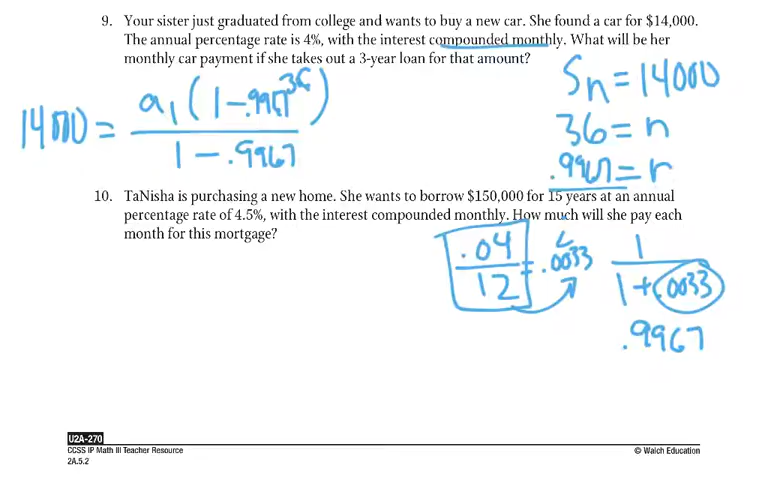 9. Your sister just graduated from college and wants to buy a new car. She found a car for $14,000.
The annual percentage rate is 4%, with the interest compounded monthly. What will be her
monthly car payment if she takes out a 3-year loan for that amount?
14000 = a₁(1-.9967³⁶)
1 - .9967
Sn = 14000
36 = n
.9967 = r
10. TaNisha is purchasing a new home. She wants to borrow $150,000 for 15 years at an annual
percentage rate of 4.5%, with the interest compounded monthly. How much will she pay each
month for this mortgage?
.04
12
= .0033
1
1+.0033
.9967
U2A-270
CCSS IP Math III Teacher Resource
2A.5.2
© Walch Education